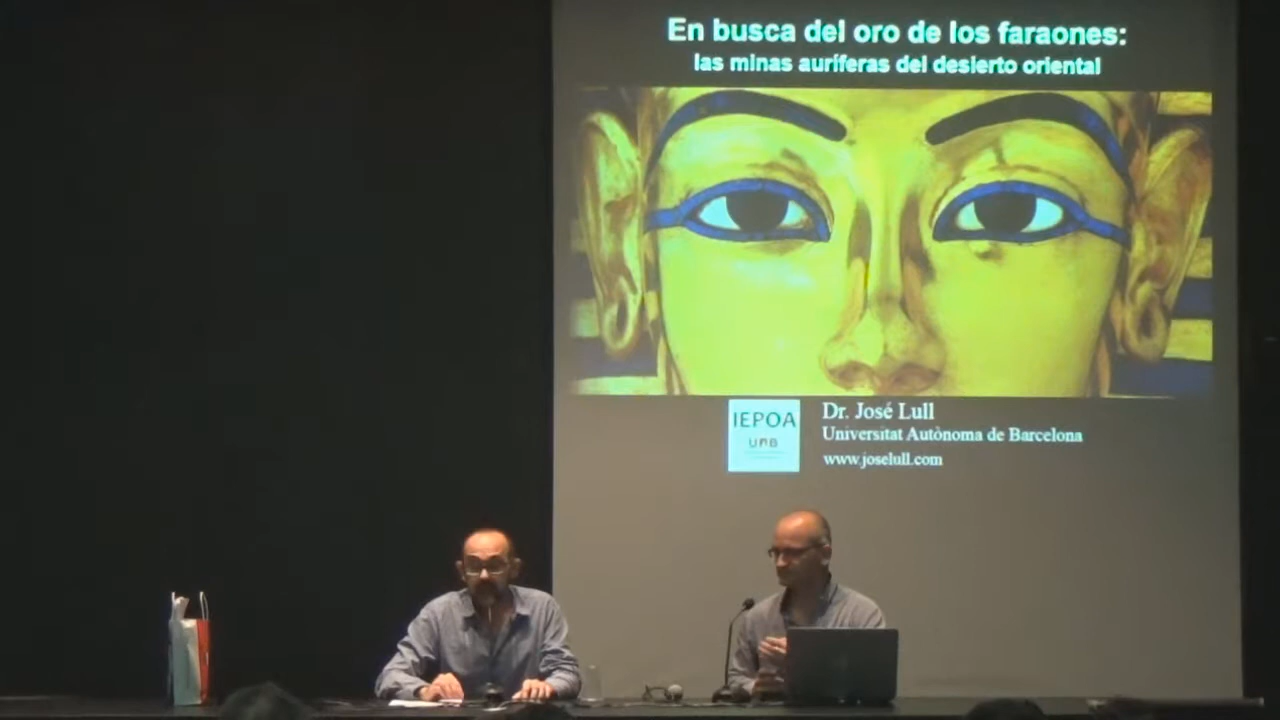 En busca del oro de los faraones:
las minas auríferas del desierto oriental
IEPOA
UAB
Dr. José Lull
Universitat Autònoma de Barcelona
www.joselull.com